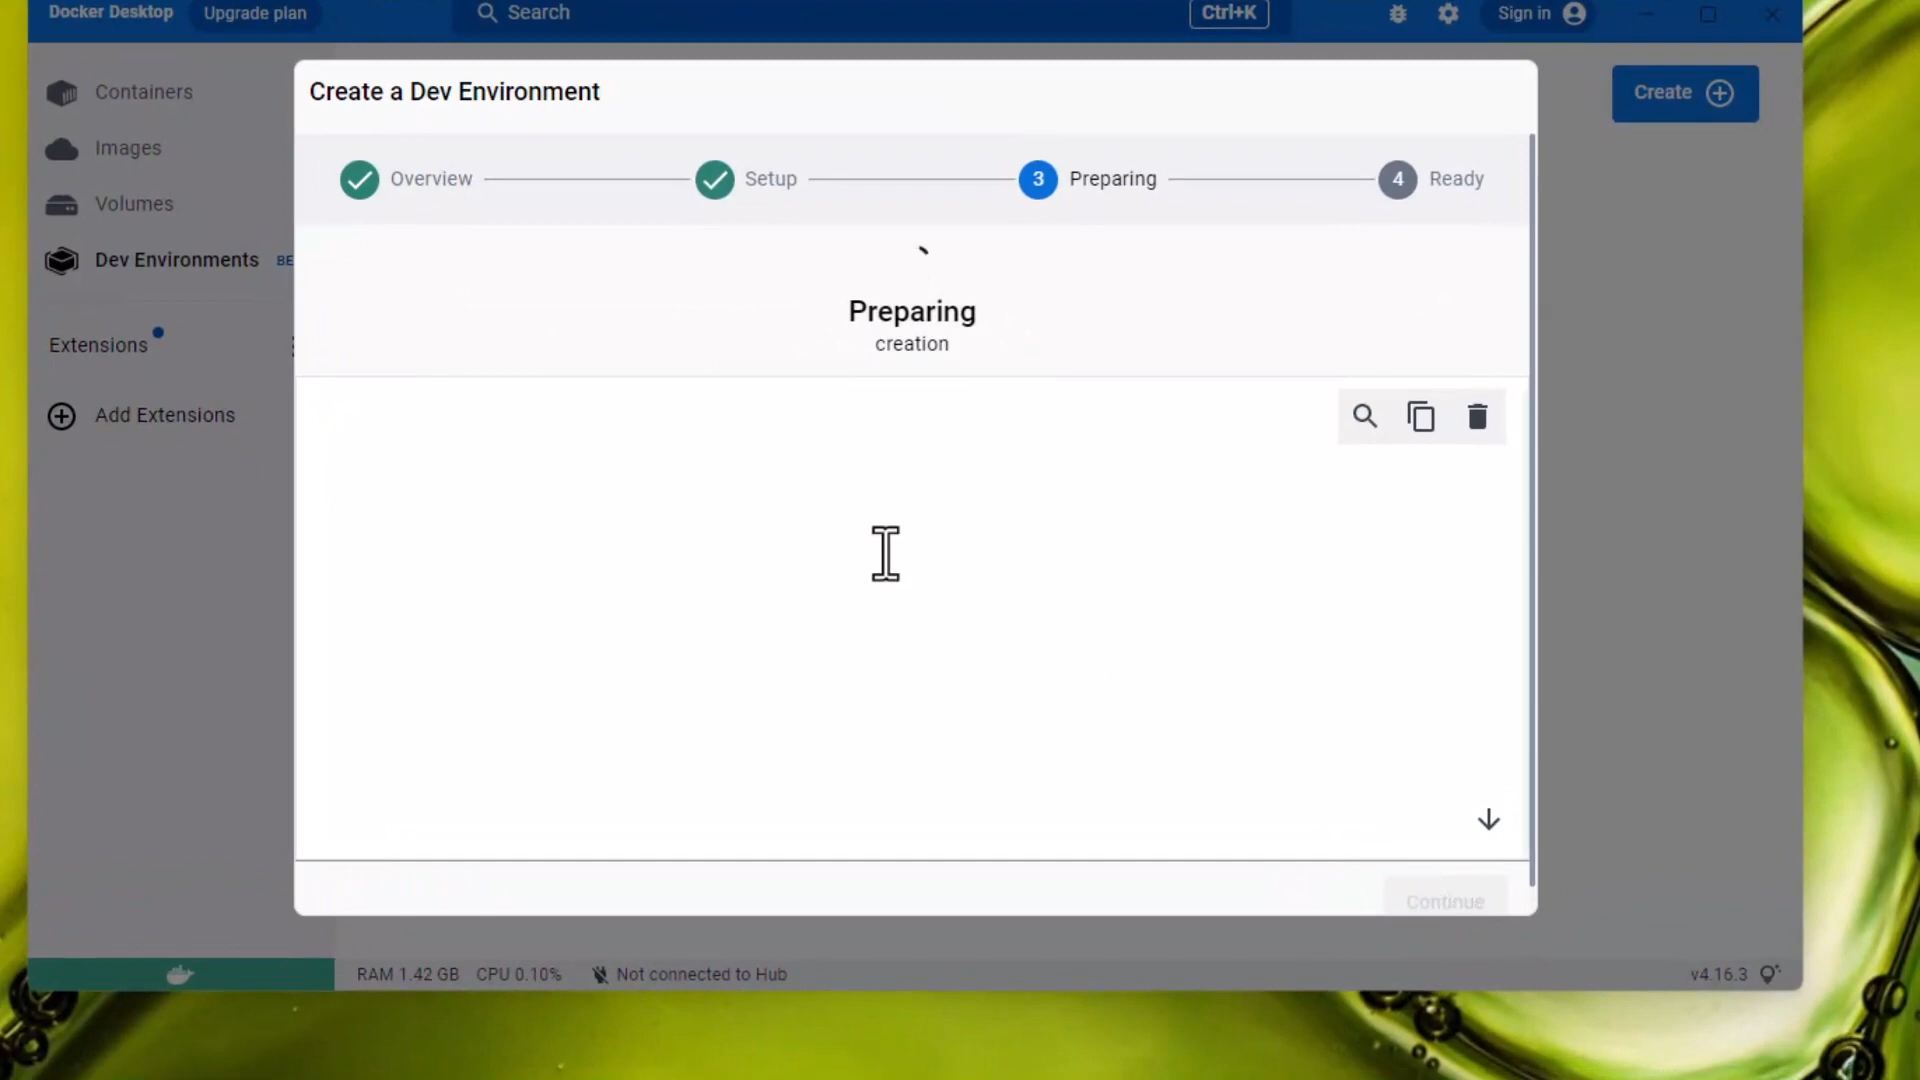 Docker Desktop
Upgrade plan
Search
Ctrl+K
Sign in
Containers
Images
Volumes
Dev Environments
BE
Extensions
Add Extensions
Create
Create a Dev Environment
Overview
Setup
3
Preparing
4
Ready
Preparing
creation
Continue
RAM 1.42 GB
CPU 0.10%
Not connected to Hub
v4.16.3